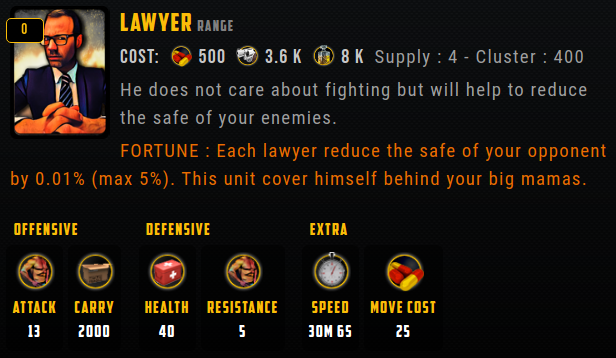 0
LAWYER RANGE
COST: 500 3.6 K 8 K Supply : 4 - Cluster : 400
He does not care about fighting but will help to reduce
the safe of your enemies.
FORTUNE : Each lawyer reduce the safe of your opponent
by 0.01% (max 5%). This unit cover himself behind your big mamas.
OFFENSIVE DEFENSIVE EXTRA
ATTACK CARRY HEALTH RESISTANCE SPEED MOVE COST
13 2000 40 5 30M 6S 25